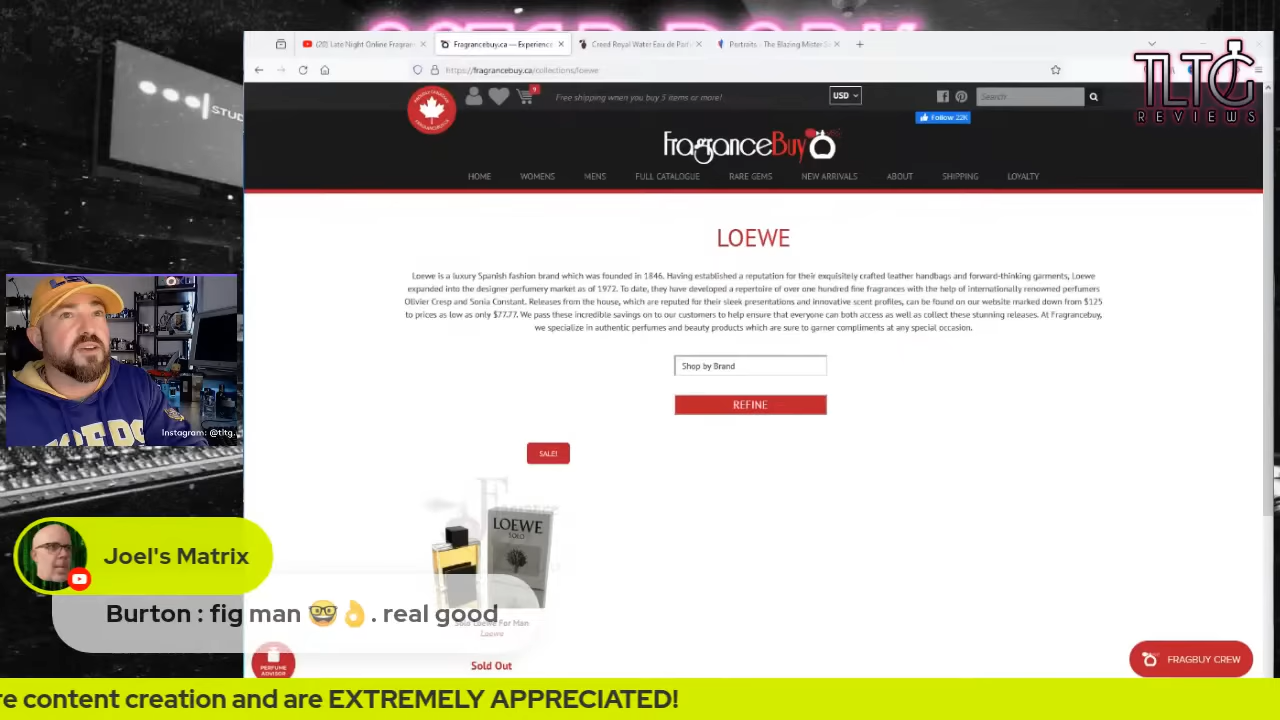 AFTER DARK
(20) Late Night Online Fragran
Fragrancebuy.ca — Experience
Creed Royal Water Eau de Parf
Portraits - The Blazing Mister S
https://fragrancebuy.ca/collections/loewe
TLTG
REVIEWS
STUD
Free shipping when you buy 5 items or more!
9
USD
Search
Follow 22K
FragranceBuy
HOME
WOMENS
MENS
FULL CATALOGUE
RARE GEMS
NEW ARRIVALS
ABOUT
SHIPPING
LOYALTY
LOEWE
Loewe is a luxury Spanish fashion brand which was founded in 1846. Having established a reputation for their exquisitely crafted leather handbags and forward-thinking garments, Loewe
expanded into the designer perfumery market as of 1972. To date, they have developed a repertoire of over one hundred fine fragrances with the help of internationally renowned perfumers
Olivier Cresp and Sonia Constant. Releases from the house, which are reputed for their sleek presentations and innovative scent profiles, can be found on our website marked down from $125
to prices as low as only $77.77. We pass these incredible savings on to our customers to help ensure that everyone can both access as well as collect these stunning releases. At Fragrancebuy,
we specialize in authentic perfumes and beauty products which are sure to garner compliments at any special occasion.
Shop by Brand
REFINE
SALE!
LOEWE
SOLO
Solo Loewe For Man
Loewe
Sold Out
Instagram: @tltg..
Joel's Matrix
Burton : fig man 🤓👌. real good
PERFUME
ADVISER
FRAGBUY CREW
re content creation and are EXTREMELY APPRECIATED!